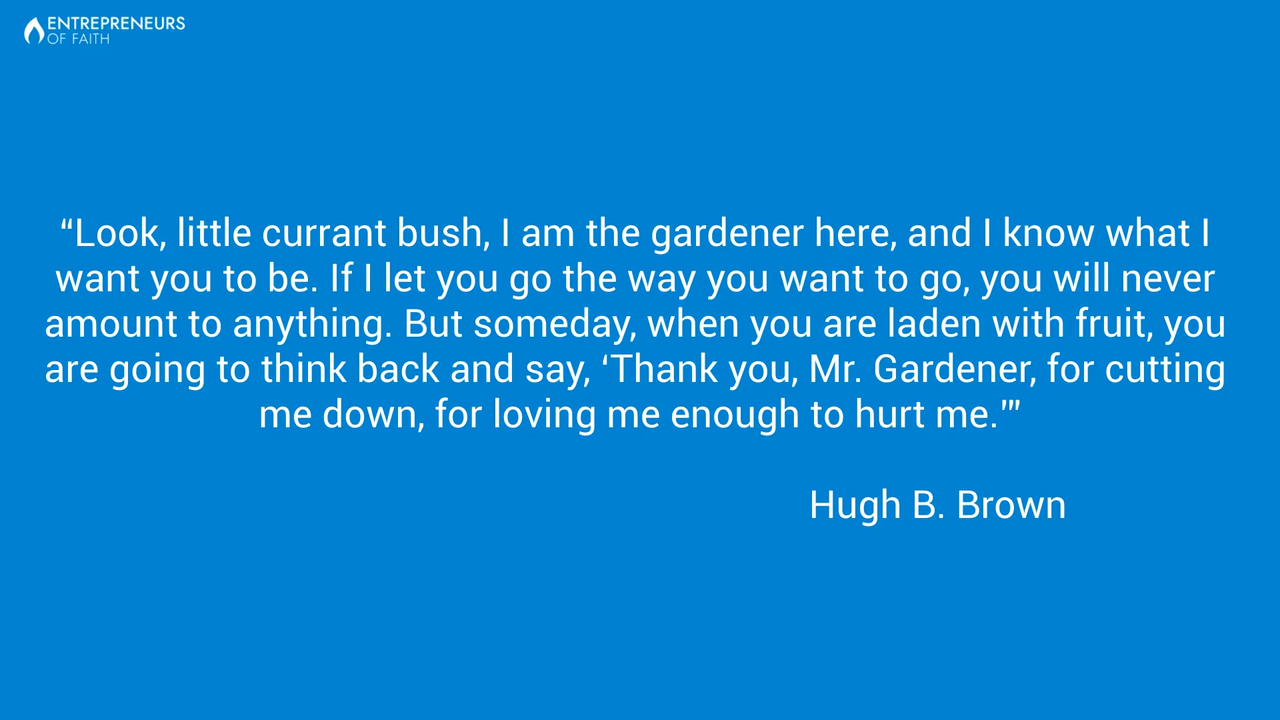 ENTREPRENEURS
OF FAITH
“Look, little currant bush, I am the gardener here, and I know what I
want you to be. If I let you go the way you want to go, you will never
amount to anything. But someday, when you are laden with fruit, you
are going to think back and say, ‘Thank you, Mr. Gardener, for cutting
me down, for loving me enough to hurt me.’”
Hugh B. Brown